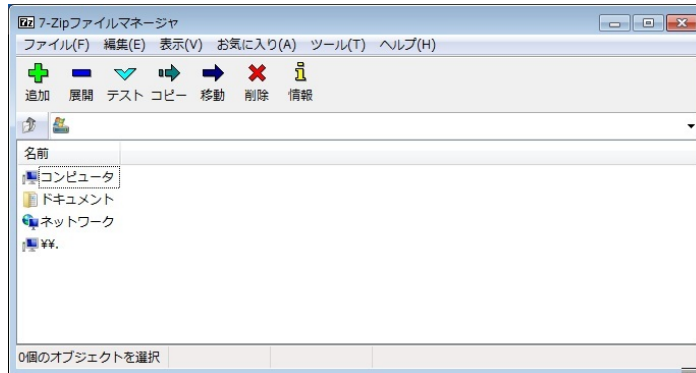 7z 7-Zipファイルマネージャ
ファイル(F) 編集(E) 表示(V) お気に入り(A) ツール(T) ヘルプ(H)
追加 展開 テスト コピー 移動 削除 情報
名前
コンピュータ
ドキュメント
ネットワーク
¥¥.
0個のオブジェクトを選択